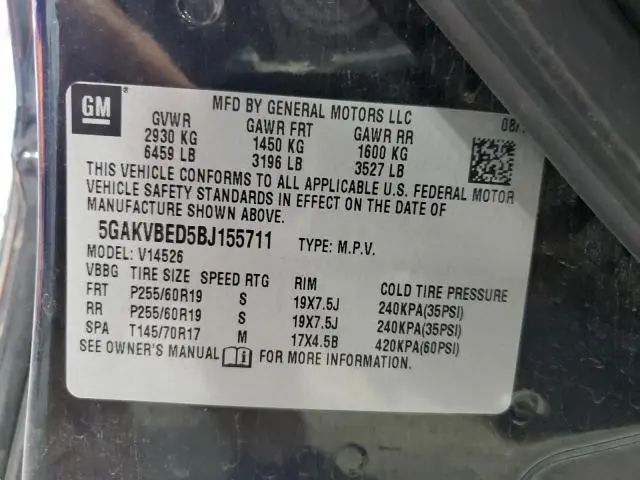 GM
MFD BY GENERAL MOTORS LLC
GVWR GAWR FRT GAWR RR
2930 KG 1450 KG 1600 KG
6459 LB 3196 LB 3527 LB
THIS VEHICLE CONFORMS TO ALL APPLICABLE U.S. FEDERAL MOTOR
VEHICLE SAFETY STANDARDS IN EFFECT ON THE DATE OF
MANUFACTURE SHOWN ABOVE.
5GAKVBED5BJ155711 TYPE: M.P.V.
MODEL: V14526
VBBG TIRE SIZE SPEED RTG RIM COLD TIRE PRESSURE
FRT P255/60R19 S 19X7.5J 240KPA(35PSI)
RR P255/60R19 S 19X7.5J 240KPA(35PSI)
SPA T145/70R17 M 17X4.5B 420KPA(60PSI)
SEE OWNER'S MANUAL FOR MORE INFORMATION.